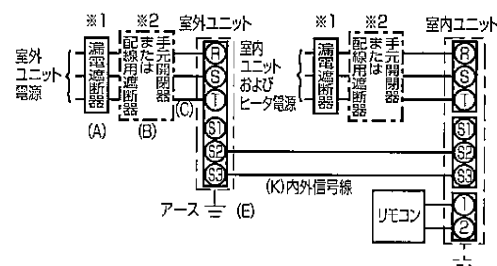 ※1
※2
室外ユニット
室外
ユニット
電源
漏電遮断器
手元開閉器
または
配線用遮断器
R
S
T
S1
S2
S3
(A)
(B)
(C)
アース
(E)
(K)内外信号線
※1
※2
室内ユニット
室内
ユニット
および
ヒータ電源
漏電遮断器
手元開閉器
または
配線用遮断器
R
S
T
S1
S2
S3
リモコン
1
2